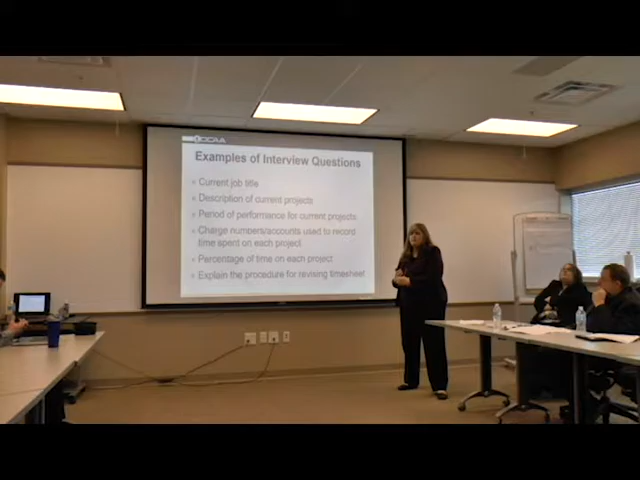 DCAA
Examples of Interview Questions
Current job title
Description of current projects
Period of performance for current projects
Charge numbers/accounts used to record
time spent on each project
Percentage of time on each project
Explain the procedure for revising timesheet